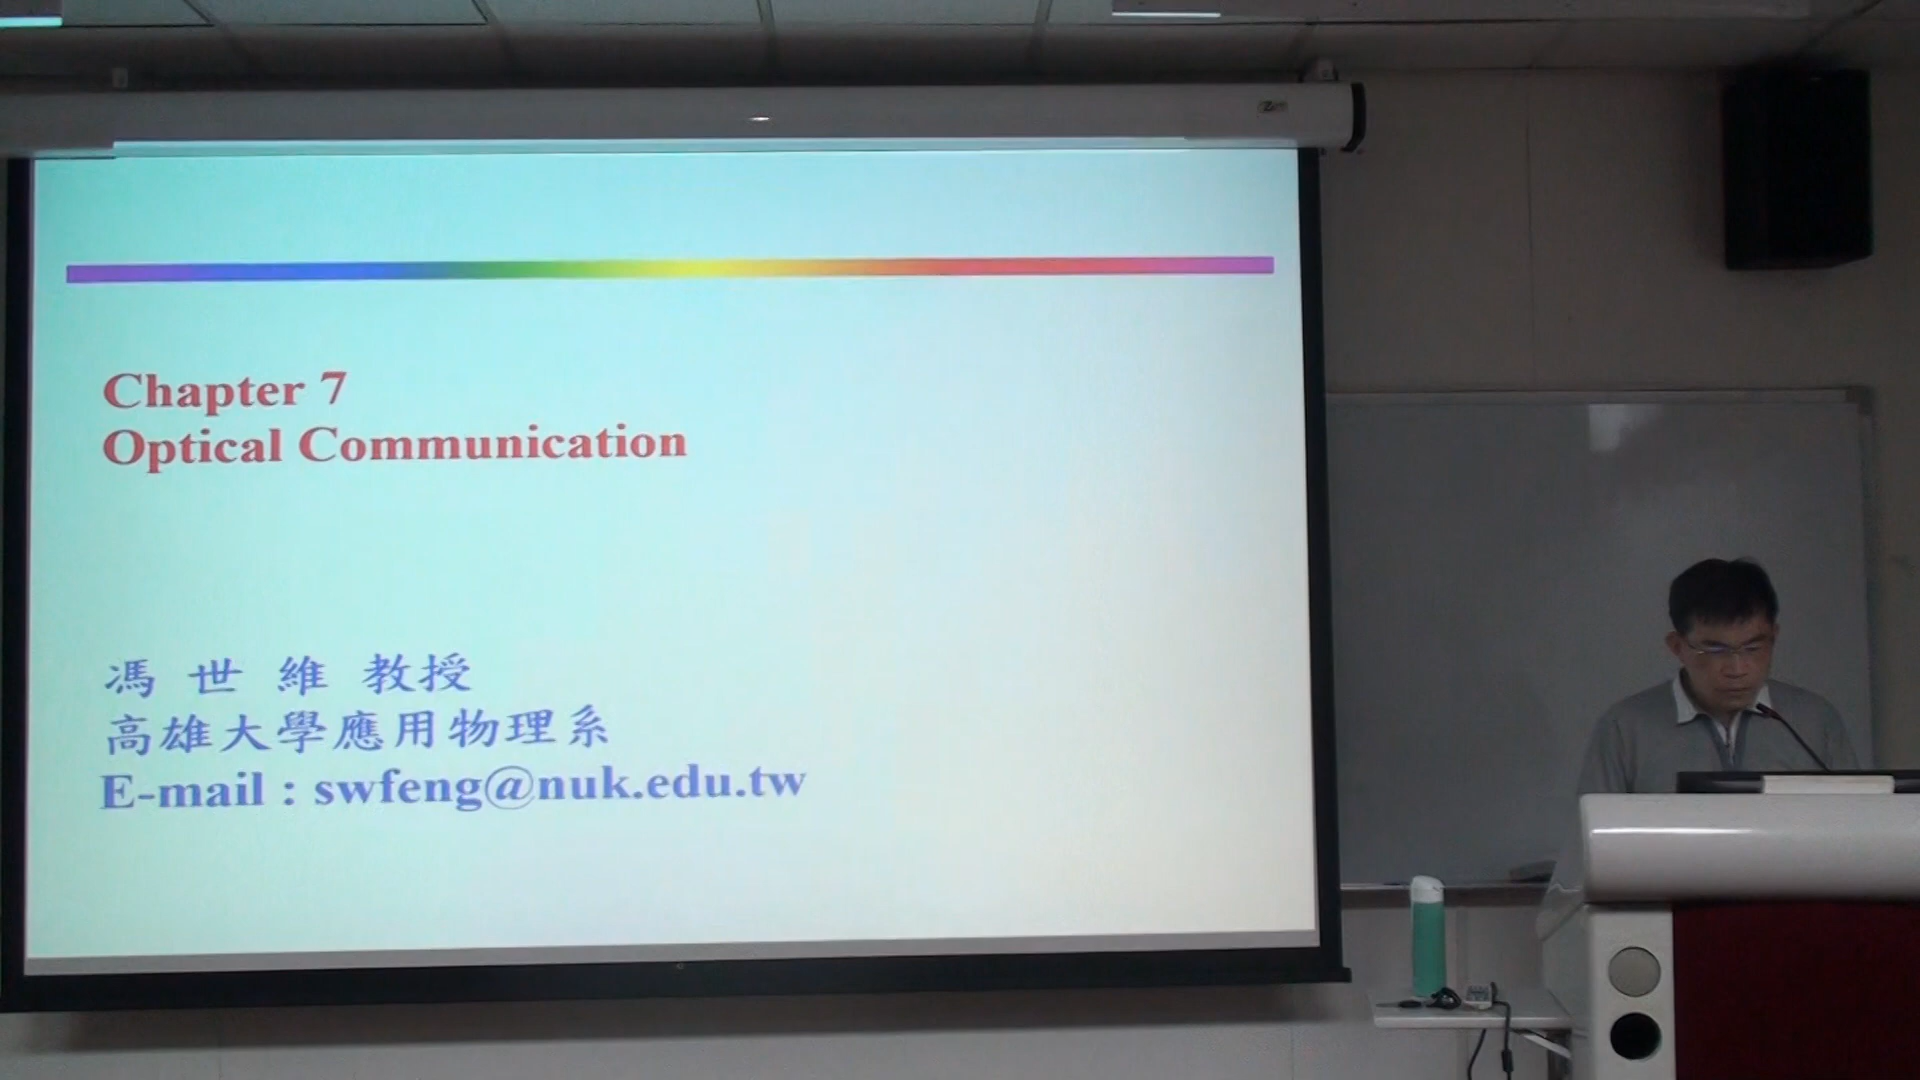 Chapter 7
Optical Communication
馮 世 維 教授
高雄大學應用物理系
E-mail : swfeng@nuk.edu.tw